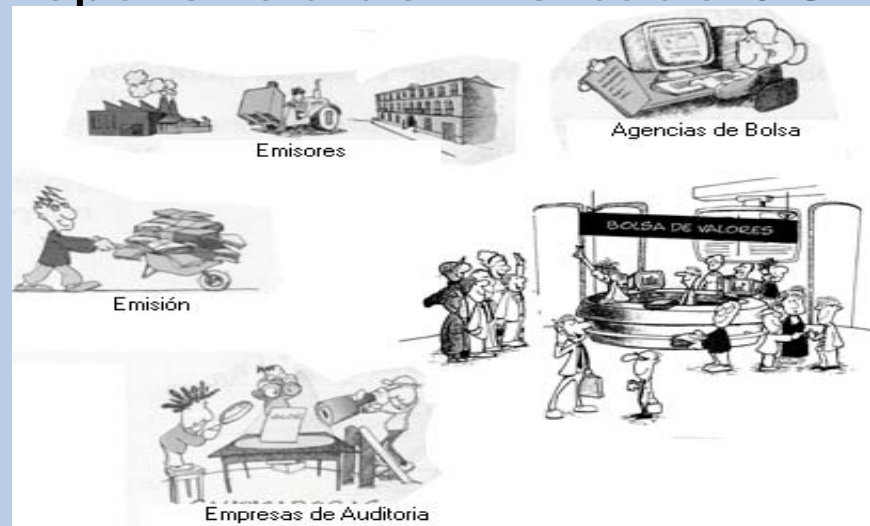 Emisores
Agencias de Bolsa
BOLSA DE VALORES
Emisión
Empresas de Auditoria